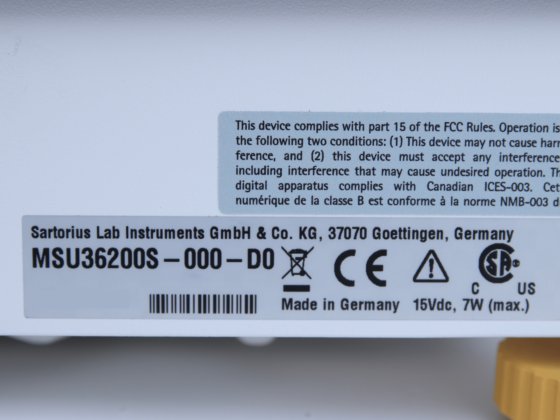 This device complies with part 15 of the FCC Rules. Operation is
the following two conditions: (1) This device may not cause harm
ference, and (2) this device must accept any interference
including interference that may cause undesired operation. Th
digital apparatus complies with Canadian ICES-003. Cet
numérique de la classe B est conforme à la norme NMB-003 d
Sartorius Lab Instruments GmbH & Co. KG, 37070 Goettingen, Germany
MSU36200S-000-D0 CE SA®
C US
Made in Germany 15Vdc, 7W (max.)